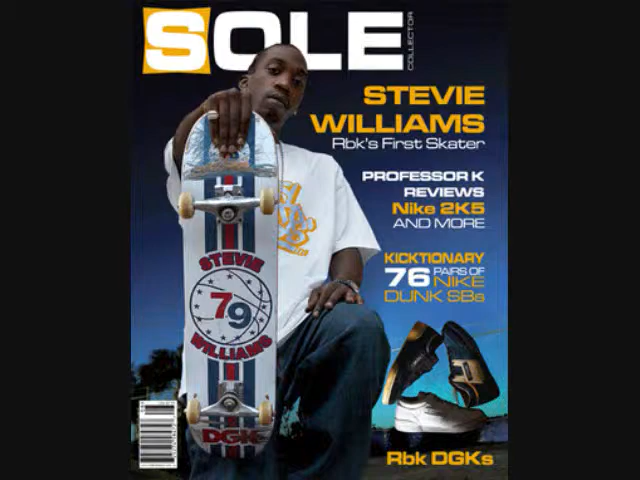 SOLE
COLLECTOR
STEVIE
WILLIAMS
Rbk's First Skater
PROFESSOR K
REVIEWS
Nike 2K5
AND MORE
KICKTIONARY
76 PAIRS OF
NIKE
DUNK SBs
STEVIE
79
WILLIAMS
DGK
Rbk DGKs